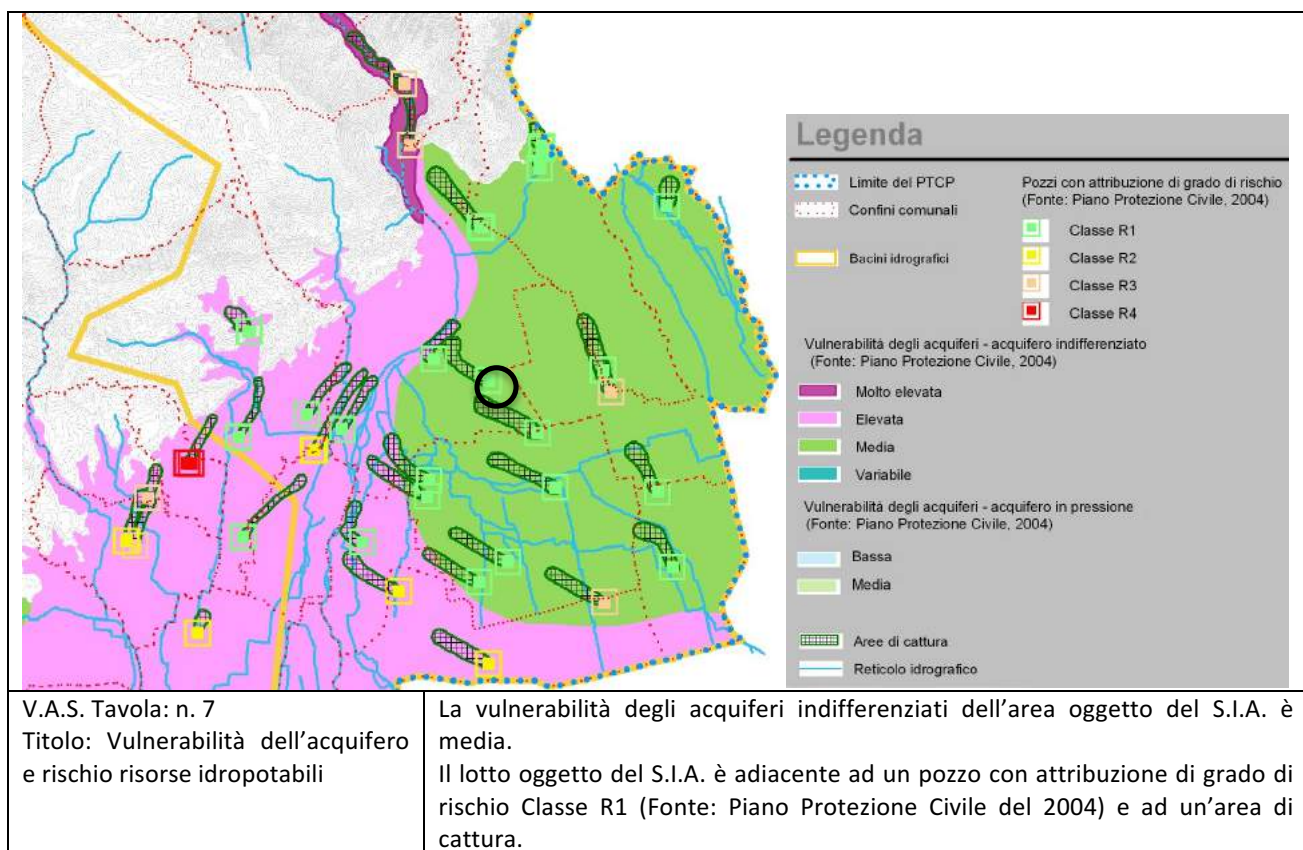 Legenda
Limite del PTCP
Confini comunali
Bacini idrografici
Pozzi con attribuzione di grado di rischio
(Fonte: Piano Protezione Civile, 2004)
Classe R1
Classe R2
Classe R3
Classe R4
Vulnerabilità degli acquiferi - acquifero indifferenziato
(Fonte: Piano Protezione Civile, 2004)
Molto elevata
Elevata
Media
Variabile
Vulnerabilità degli acquiferi - acquifero in pressione
(Fonte: Piano Protezione Civile, 2004)
Bassa
Media
Aree di cattura
Reticolo idrografico
V.A.S. Tavola: n. 7
Titolo: Vulnerabilità dell'acquifero
e rischio risorse idropotabili
La vulnerabilità degli acquiferi indifferenziati dell'area oggetto del S.I.A. è
media.
Il lotto oggetto del S.I.A. è adiacente ad un pozzo con attribuzione di grado di
rischio Classe R1 (Fonte: Piano Protezione Civile del 2004) e ad un'area di
cattura.